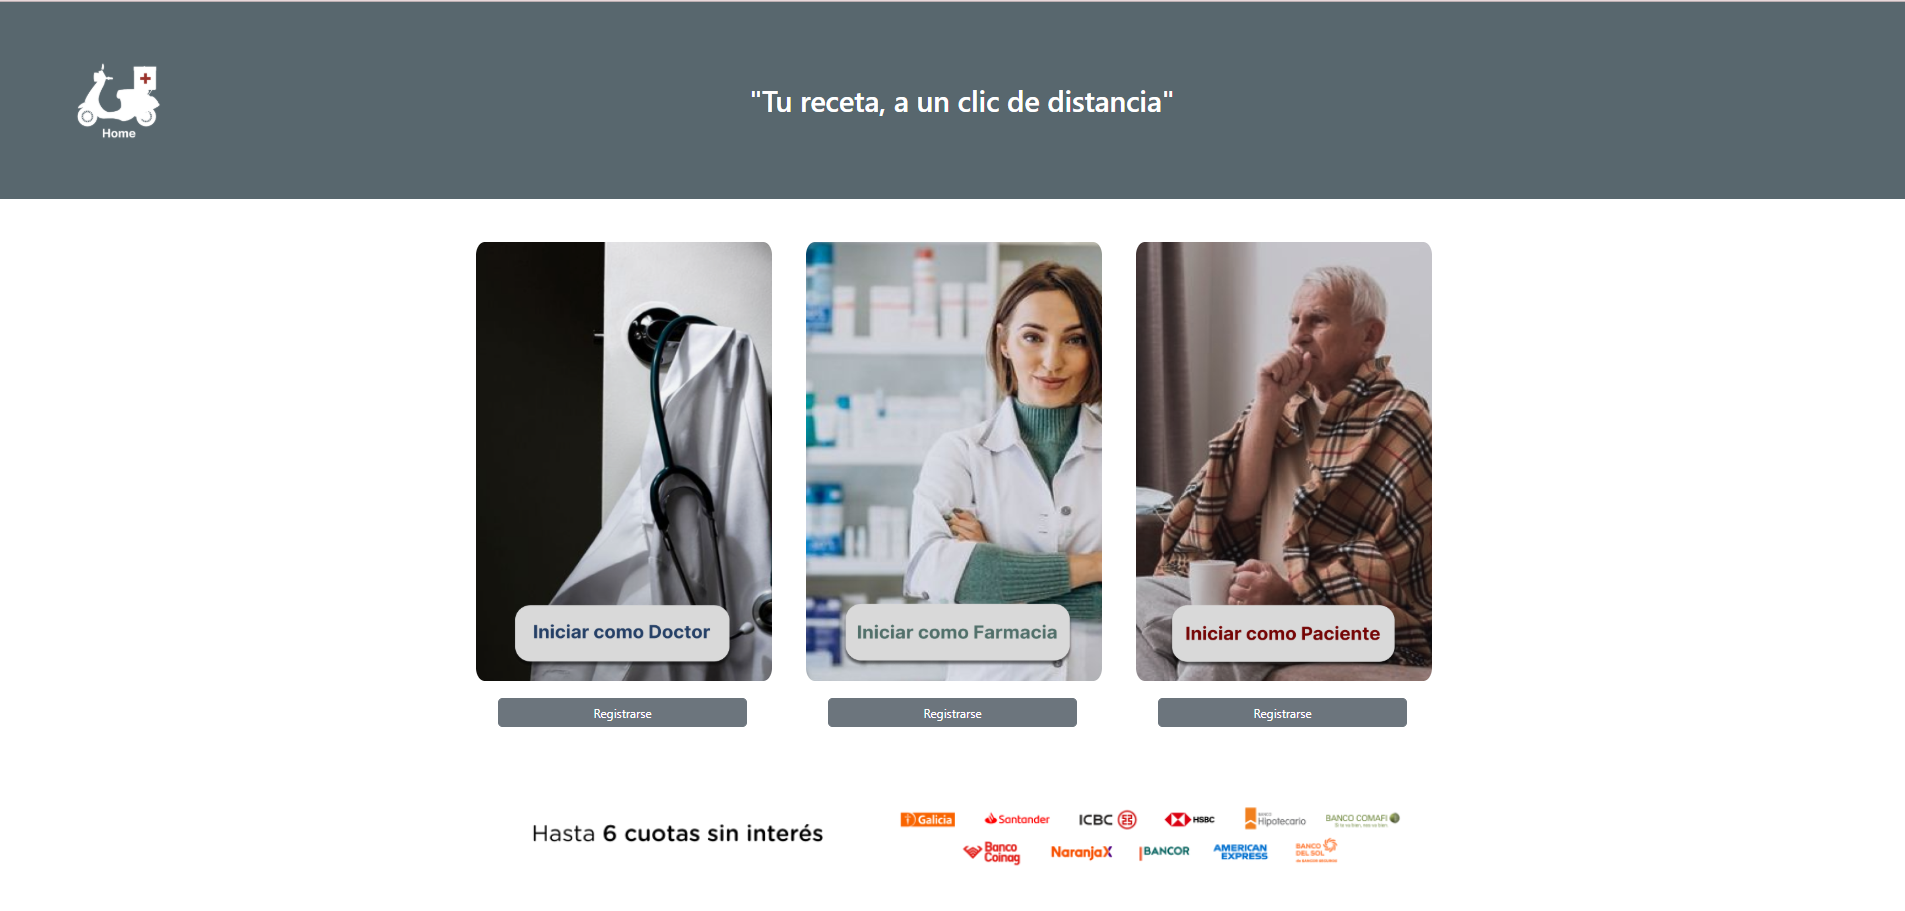 Home
"Tu receta, a un clic de distancia"
Iniciar como Doctor
Iniciar como Farmacia
Iniciar como Paciente
Registrarse
Registrarse
Registrarse
Hasta 6 cuotas sin interés
Galicia
Santander
ICBC
HSBC
BANCO
Hipotecario
BANCO COMAFI
Banco
Coinag
NaranjaX
BANCOR
AMERICAN
EXPRESS
BANCO
DEL SOL